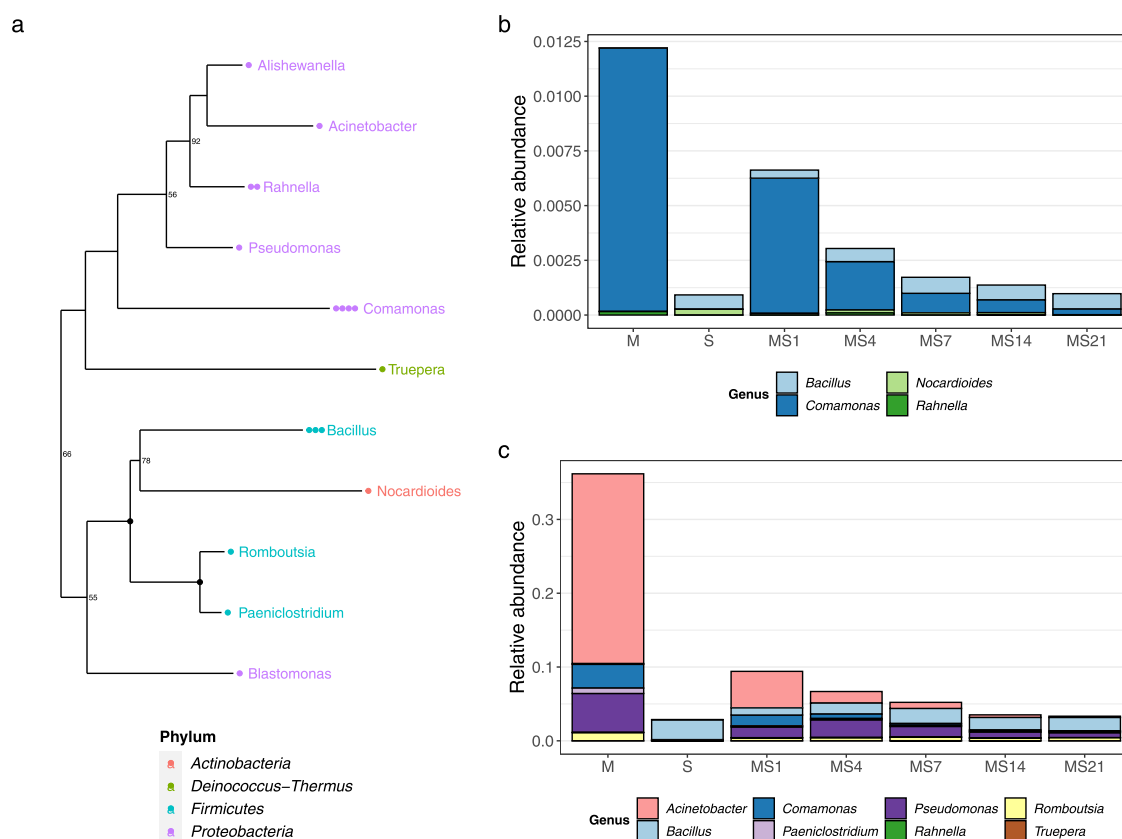 a
Alishewanella
Acinetobacter
92
Rahnella
56
Pseudomonas
Comamonas
Truepera
Bacillus
66
78
Nocardioides
Romboutsia
Paeniclostridium
55
Blastomonas
Phylum
Actinobacteria
Deinococcus−Thermus
Firmicutes
Proteobacteria
b
Relative abundance
0.0125
0.0100
0.0075
0.0050
0.0025
0.0000
M S MS1 MS4 MS7 MS14 MS21
Genus
Bacillus Nocardioides
Comamonas Rahnella
c
Relative abundance
0.3
0.2
0.1
0.0
M S MS1 MS4 MS7 MS14 MS21
Genus
Acinetobacter Comamonas Pseudomonas Romboutsia
Bacillus Paeniclostridium Rahnella Truepera